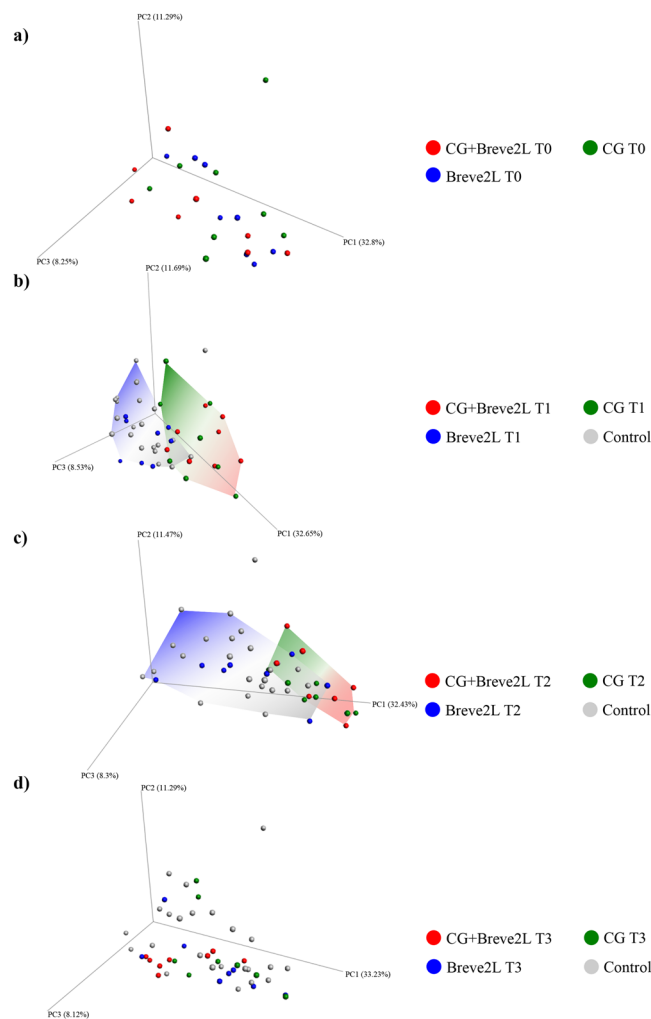 a)
PC2 (11.29%)
CG+Breve2L T0
CG T0
Breve2L T0
PC1 (32.8%)
PC3 (8.25%)
b)
PC2 (11.69%)
CG+Breve2L T1
CG T1
Breve2L T1
Control
PC3 (8.53%)
PC1 (32.65%)
c)
PC2 (11.47%)
CG+Breve2L T2
CG T2
PC1 (32.43%)
Breve2L T2
Control
PC3 (8.3%)
d)
PC2 (11.29%)
CG+Breve2L T3
CG T3
Breve2L T3
Control
PC1 (33.23%)
PC3 (8.12%)